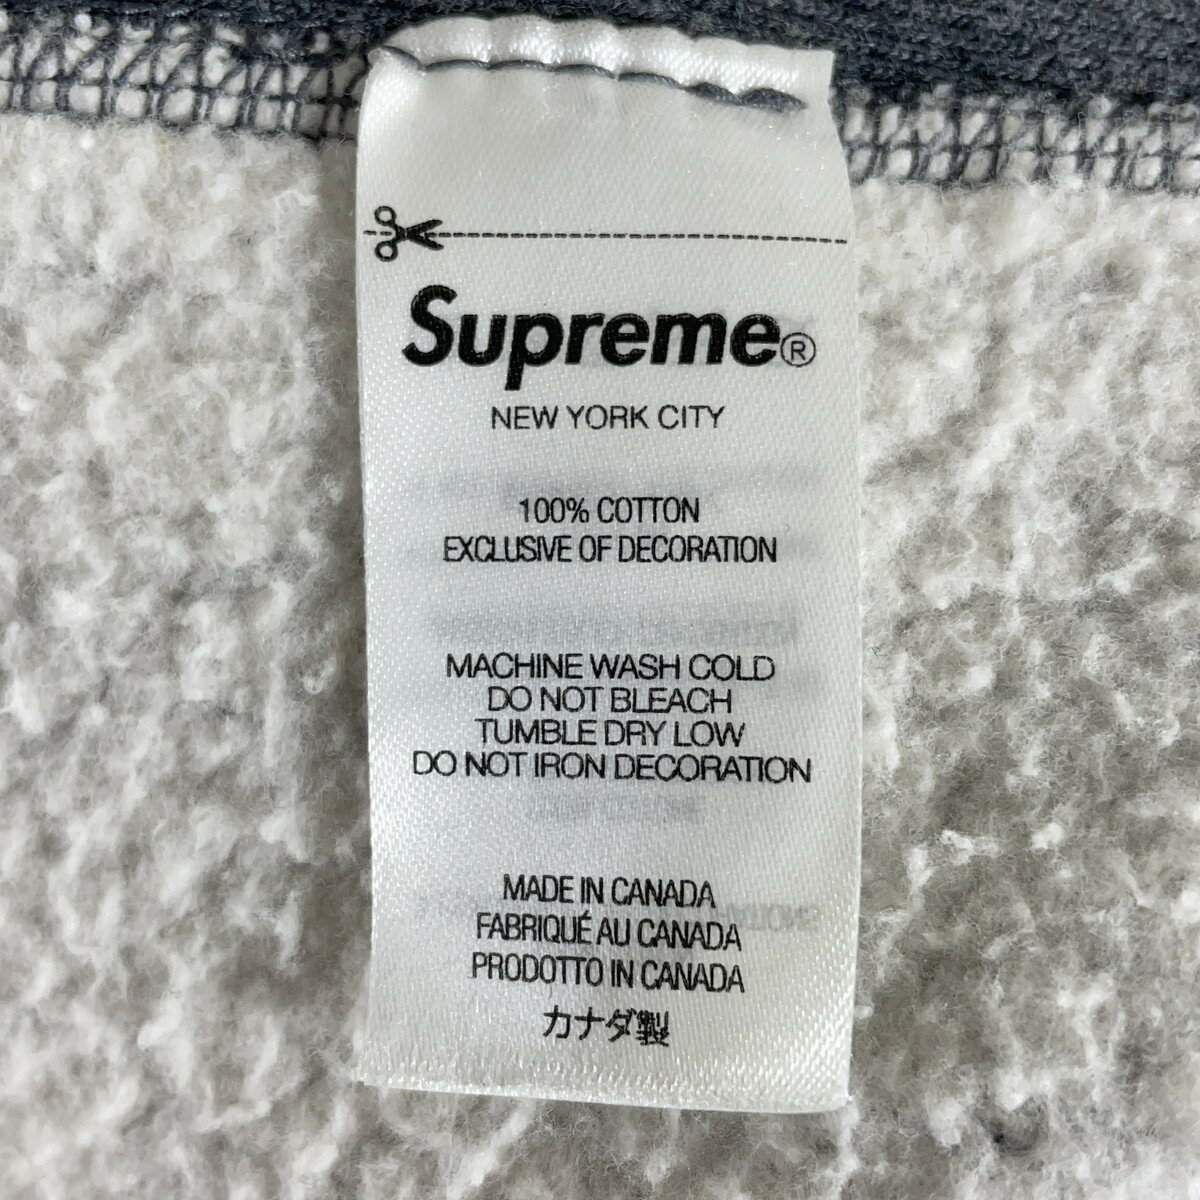 Supreme®
NEW YORK CITY
100% COTTON
EXCLUSIVE OF DECORATION
MACHINE WASH COLD
DO NOT BLEACH
TUMBLE DRY LOW
DO NOT IRON DECORATION
MADE IN CANADA
FABRIQUÉ AU CANADA
PRODOTTO IN CANADA
カナダ製